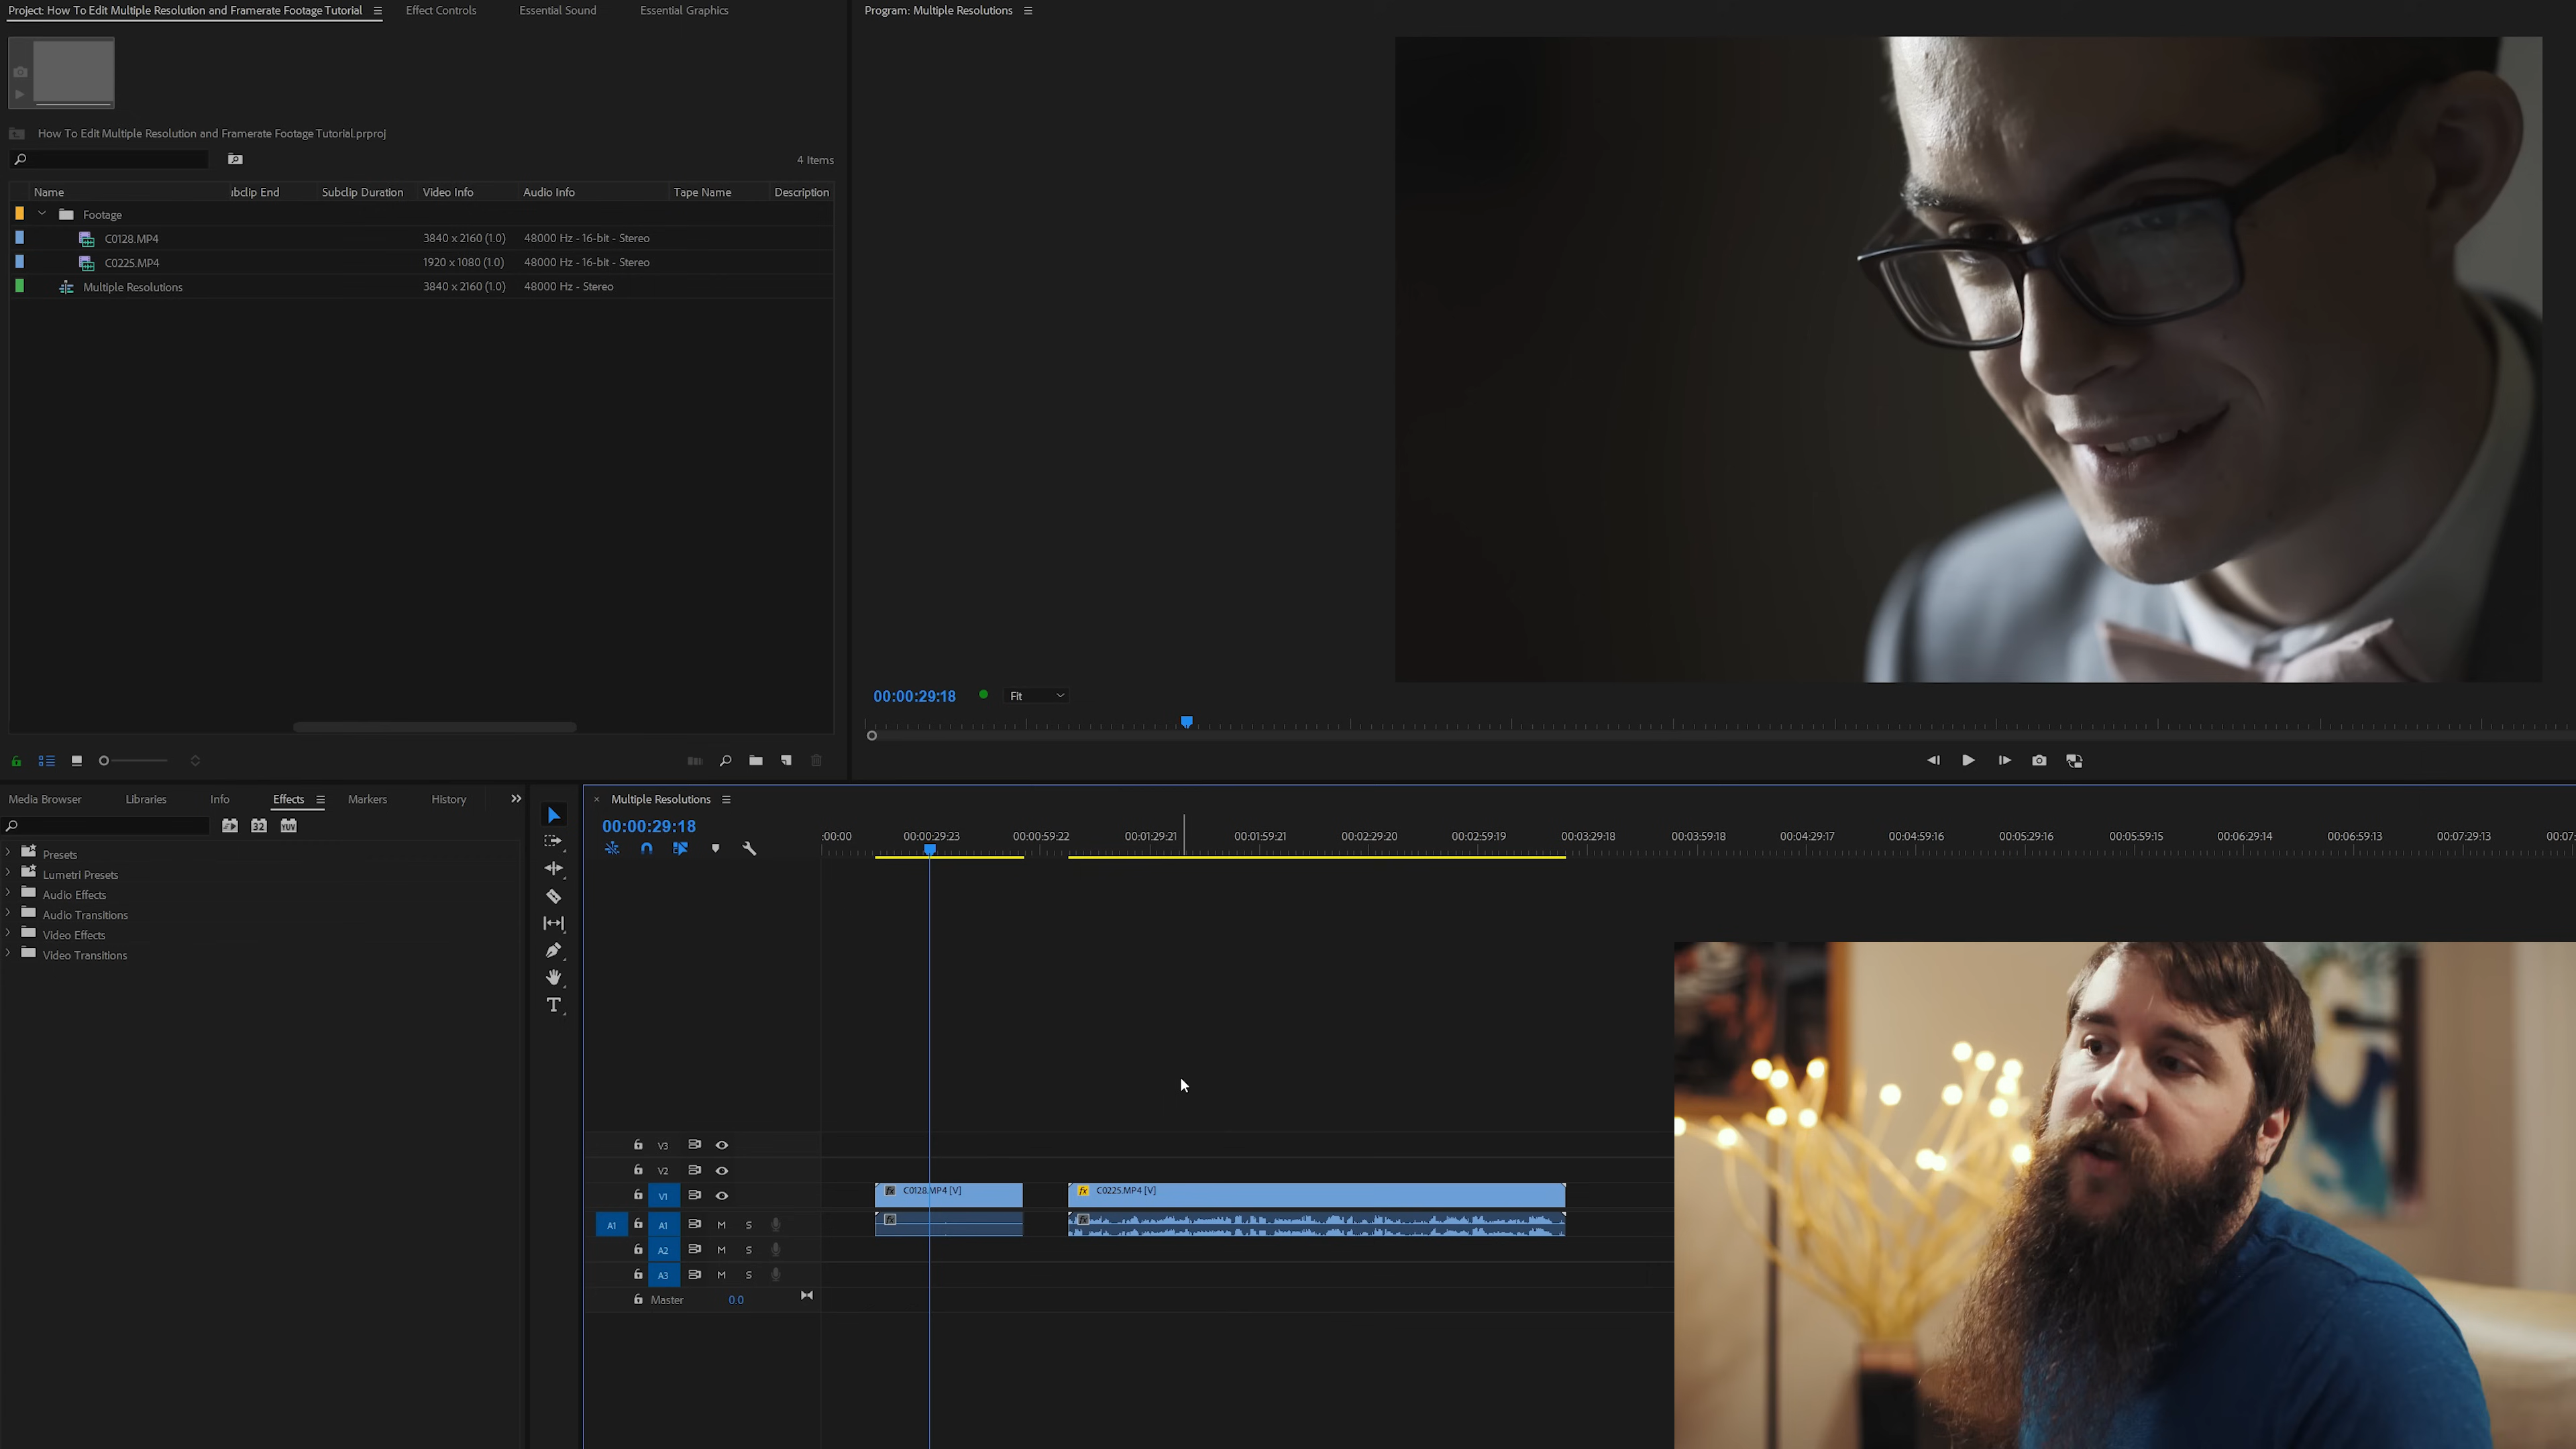 Project: How To Edit Multiple Resolution and Framerate Footage Tutorial
Effect Controls
Essential Sound
Essential Graphics
Program: Multiple Resolutions
How To Edit Multiple Resolution and Framerate Footage Tutorial.prproj
4 Items
Name
ubclip End
Subclip Duration
Video Info
Audio Info
Tape Name
Description
Footage
C0128.MP4
3840 x 2160 (1.0)
48000 Hz - 16-bit - Stereo
C0225.MP4
1920 x 1080 (1.0)
48000 Hz - 16-bit - Stereo
Multiple Resolutions
3840 x 2160 (1.0)
48000 Hz - Stereo
00:00:29:18
Fit
Media Browser
Libraries
Info
Effects
Markers
History
32
YUV
Presets
Lumetri Presets
Audio Effects
Audio Transitions
Video Effects
Video Transitions
× Multiple Resolutions
00:00:29:18
:00:00
00:00:29:23
00:00:59:22
00:01:29:21
00:01:59:21
00:02:29:20
00:02:59:19
00:03:29:18
00:03:59:18
00:04:29:17
00:04:59:16
00:05:29:16
00:05:59:15
00:06:29:14
00:06:59:13
00:07:29:13
00:07:
V3
V2
V1
fx C0128.MP4 [V]
fx C0225.MP4 [V]
A1
A1
M
S
fx
fx
A2
M
S
A3
M
S
Master
0.0